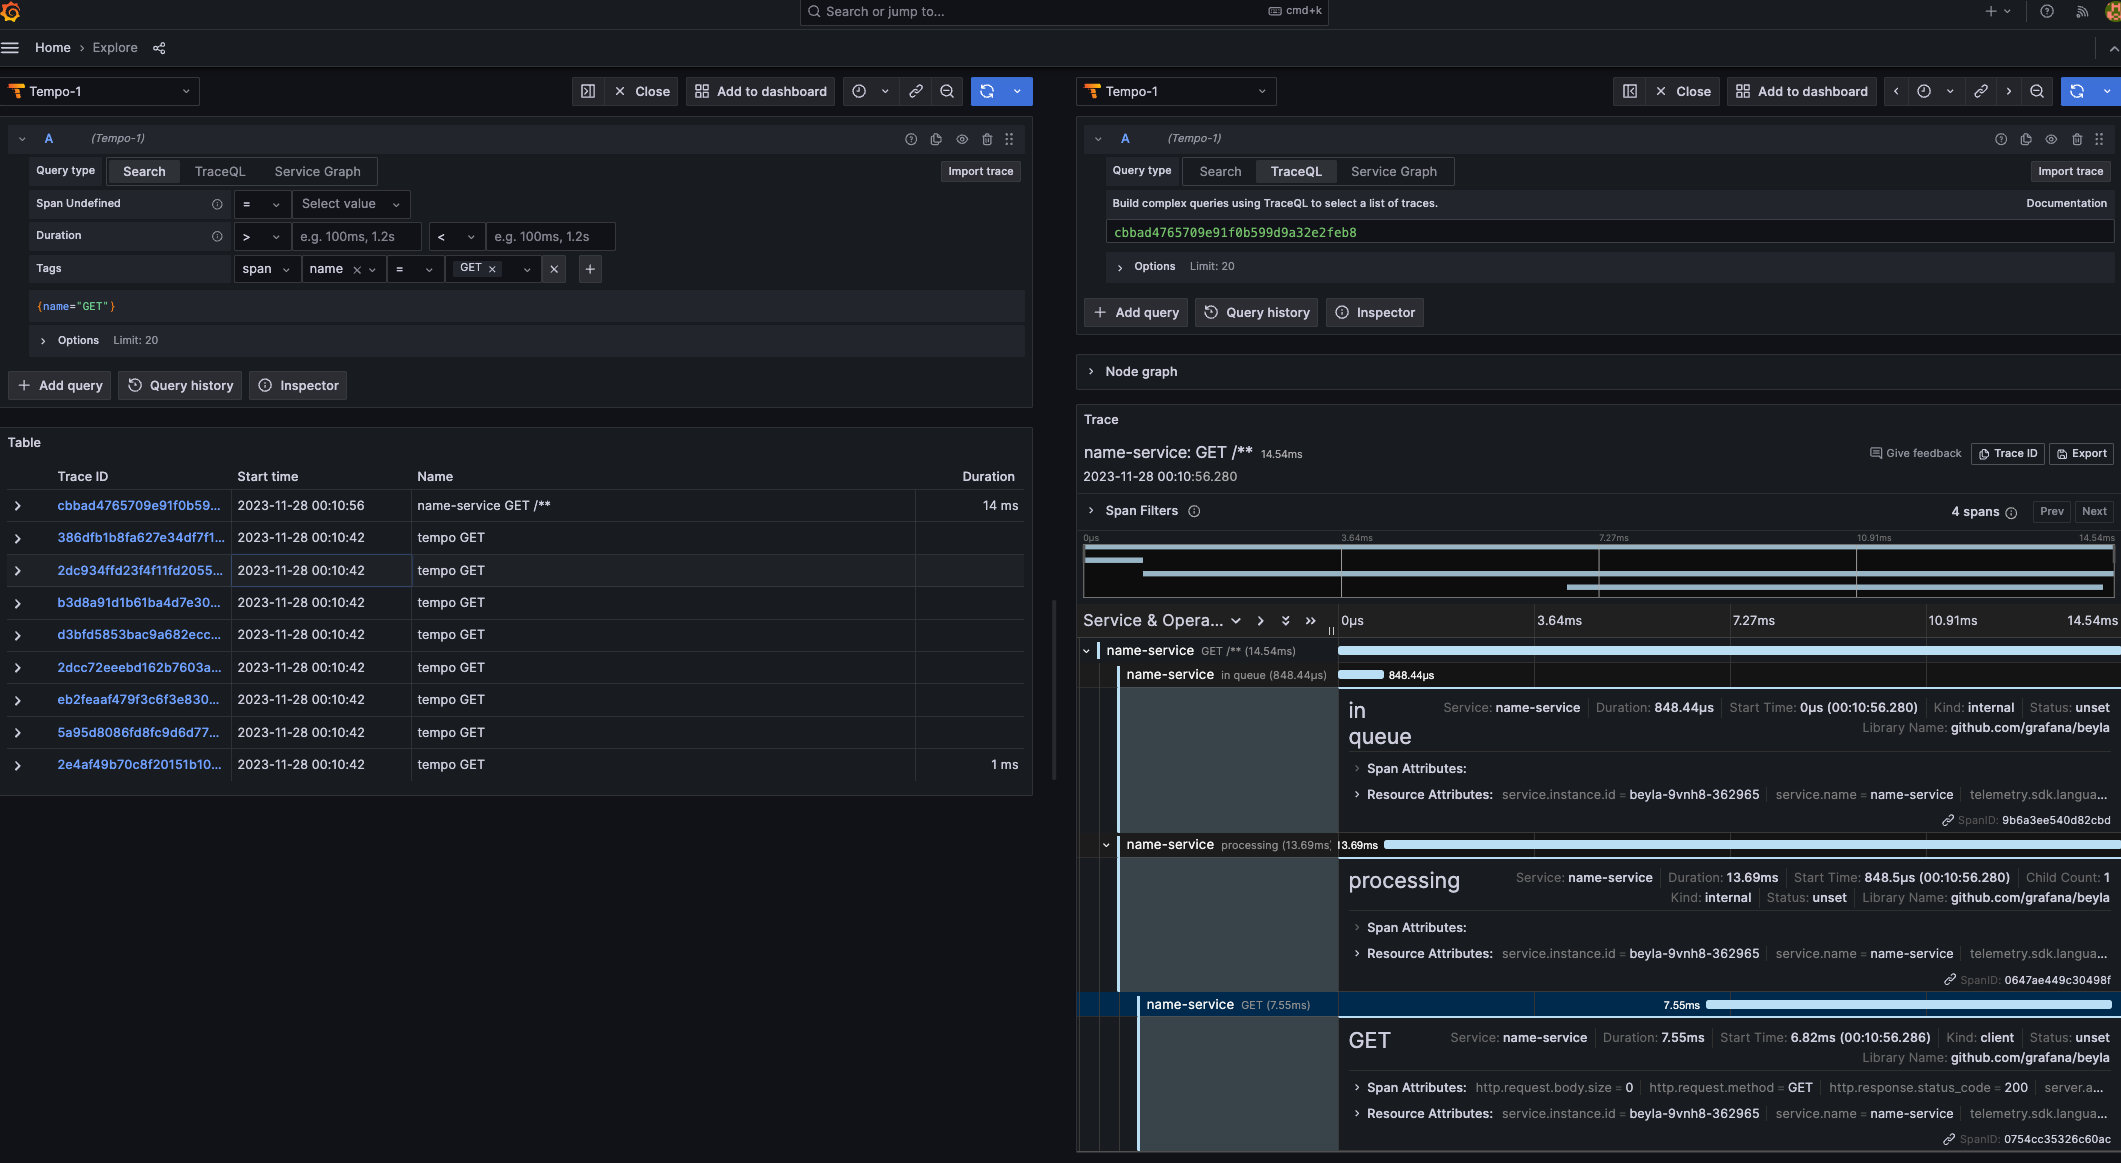 Search or jump to...
cmd+k
Home
Explore
Tempo-1
Close
Add to dashboard
A
(Tempo-1)
Query type
Search
TraceQL
Service Graph
Import trace
Span Undefined
=
Select value
Duration
>
e.g. 100ms, 1.2s
<
e.g. 100ms, 1.2s
Tags
span
name
=
GET
{name="GET"}
Options
Limit: 20
Add query
Query history
Inspector
Table
Trace ID Start time Name Duration
cbbad4765709e91f0b59... 2023-11-28 00:10:56 name-service GET /** 14 ms
386dfb1b8fa627e34df7f1... 2023-11-28 00:10:42 tempo GET
2dc934ffd23f4f11fd2055... 2023-11-28 00:10:42 tempo GET
b3d8a91d1b61ba4d7e30... 2023-11-28 00:10:42 tempo GET
d3bfd5853bac9a682ecc... 2023-11-28 00:10:42 tempo GET
2dcc72eeebd162b7603a... 2023-11-28 00:10:42 tempo GET
eb2feaaf479f3c6f3e830... 2023-11-28 00:10:42 tempo GET
5a95d8086fd8fc9d6d77... 2023-11-28 00:10:42 tempo GET
2e4af49b70c8f20151b10... 2023-11-28 00:10:42 tempo GET 1 ms
Tempo-1
Close
Add to dashboard
A
(Tempo-1)
Query type
Search
TraceQL
Service Graph
Import trace
Build complex queries using TraceQL to select a list of traces.
Documentation
cbbad4765709e91f0b599d9a32e2feb8
Options
Limit: 20
Add query
Query history
Inspector
Node graph
Trace
name-service: GET /** 14.54ms
Give feedback
Trace ID
Export
2023-11-28 00:10:56.280
Span Filters
4 spans
Prev
Next
0µs 3.64ms 7.27ms 10.91ms 14.54ms
Service & Opera...
0µs 3.64ms 7.27ms 10.91ms 14.54ms
name-service GET /** (14.54ms)
name-service in queue (848.44µs) 848.44µs
in queue
Service: name-service Duration: 848.44µs Start Time: 0µs (00:10:56.280) Kind: internal Status: unset
Library Name: github.com/grafana/beyla
Span Attributes:
Resource Attributes: service.instance.id = beyla-9vnh8-362965 service.name = name-service telemetry.sdk.langua...
SpanID: 9b6a3ee540d82cbd
name-service processing (13.69ms) 13.69ms
processing
Service: name-service Duration: 13.69ms Start Time: 848.5µs (00:10:56.280) Child Count: 1
Kind: internal Status: unset Library Name: github.com/grafana/beyla
Span Attributes:
Resource Attributes: service.instance.id = beyla-9vnh8-362965 service.name = name-service telemetry.sdk.langua...
SpanID: 0647ae449c30498f
name-service GET (7.55ms) 7.55ms
GET
Service: name-service Duration: 7.55ms Start Time: 6.82ms (00:10:56.286) Kind: client Status: unset
Library Name: github.com/grafana/beyla
Span Attributes: http.request.body.size = 0 http.request.method = GET http.response.status_code = 200 server.a...
Resource Attributes: service.instance.id = beyla-9vnh8-362965 service.name = name-service telemetry.sdk.langua...
SpanID: 0754cc35326c60ac